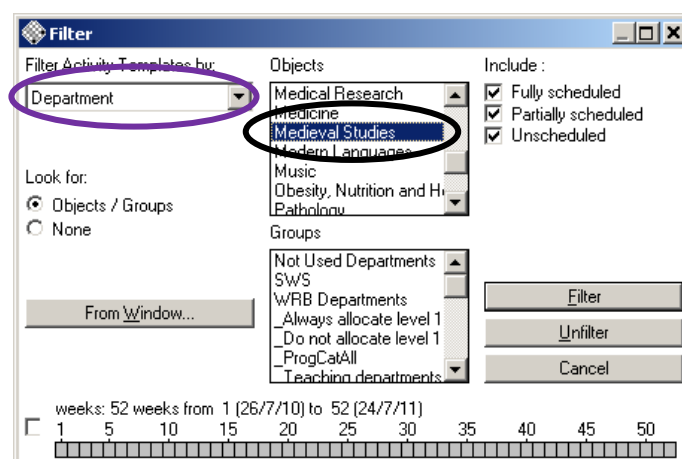 Filter
Filter Activity Templates by:
Department
Look for:
Objects / Groups
None
From Window...
Objects
Medical Research
Medicine
Medieval Studies
Modern Languages
Music
Obesity, Nutrition and H
Pathology
Groups
Not Used Departments
SWS
WRB Departments
_Always allocate level 1
_Do not allocate level 1
_ProgCatAll
_Teaching departments
Include :
Fully scheduled
Partially scheduled
Unscheduled
Filter
Unfilter
Cancel
weeks: 52 weeks from 1 (26/7/10) to 52 (24/7/11)
1 5 10 15 20 25 30 35 40 45 50